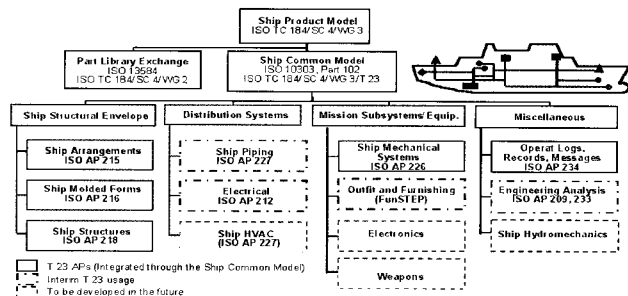 Ship Product Model
ISO TC 184/SC 4/WG 3
Part Library Exchange
ISO 13584
ISO TC 184/SC 4/WG 2
Ship Common Model
ISO 10303, Part 102
ISO TC 184/SC 4/WG 3/T 23
Ship Structural Envelope
Ship Arrangements
ISO AP 215
Ship Molded Forms
ISO AP 216
Ship Structures
ISO AP 218
Distribution Systems
Ship Piping
ISO AP 227
Electrical
ISO AP 212
Ship HVAC
(ISO AP 227)
Mission Subsystems/Equip.
Ship Mechanical
Systems
ISO AP 226
Outfit and Furnishing
(FunSTEP)
Electronics
Weapons
Miscellaneous
Operat Logs,
Records, Messages
ISO AP 234
Engineering Analysis
ISO AP 209, 233
Ship Hydromechanics
T 23 APs (Integrated through the Ship Common Model)
Interim T 23 usage
To be developed in the future